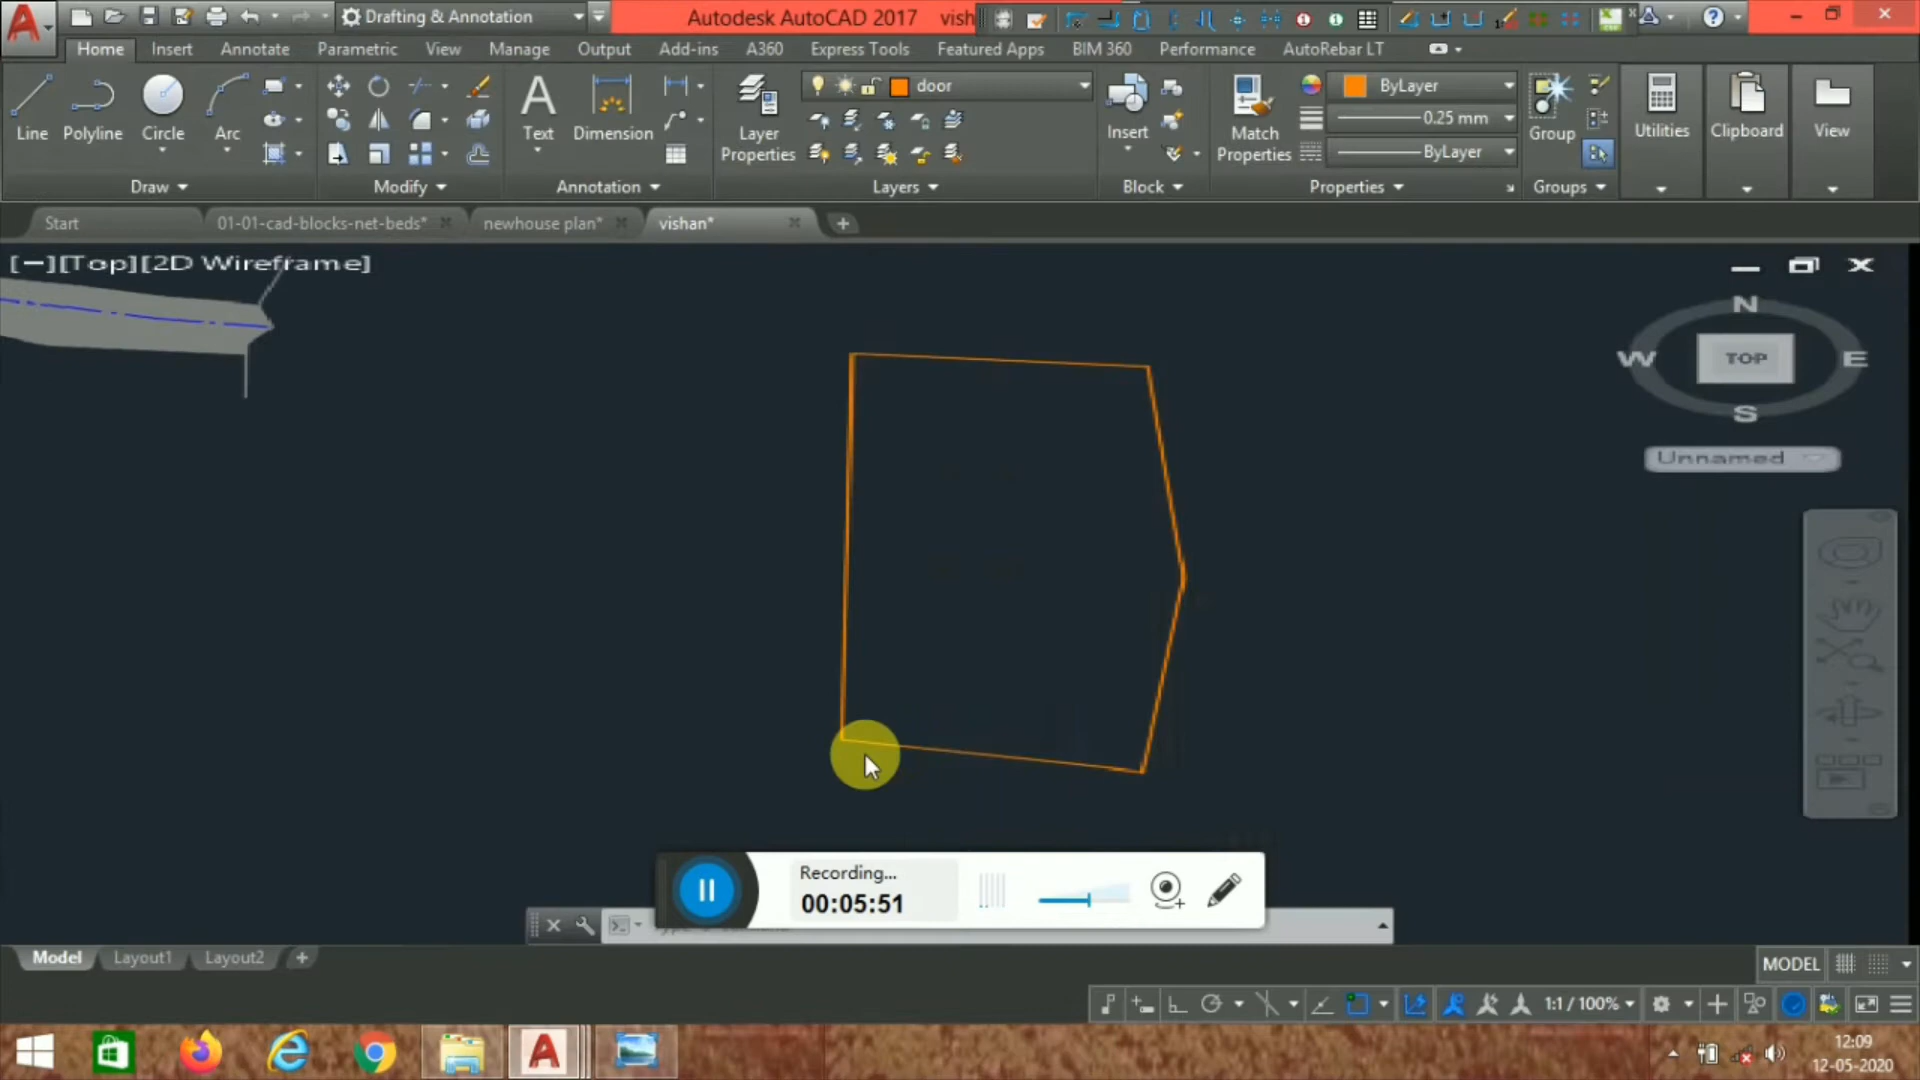 Drafting & Annotation
Autodesk AutoCAD 2017 vish
Home Insert Annotate Parametric View Manage Output Add-ins A360 Express Tools Featured Apps BIM 360 Performance AutoRebar LT
door
ByLayer
0.25 mm
ByLayer
Line Polyline Circle Arc
Text Dimension
Layer Properties
Insert
Match Properties
Group
Utilities
Clipboard
View
Draw Modify Annotation Layers Block Properties Groups
Start 01-01-cad-blocks-net-beds* newhouse plan* vishan*
[−][Top][2D Wireframe]
N
W TOP E
S
Unnamed
Recording...
00:05:51
Model Layout1 Layout2
MODEL
1:1 / 100%
12:09
12-05-2020